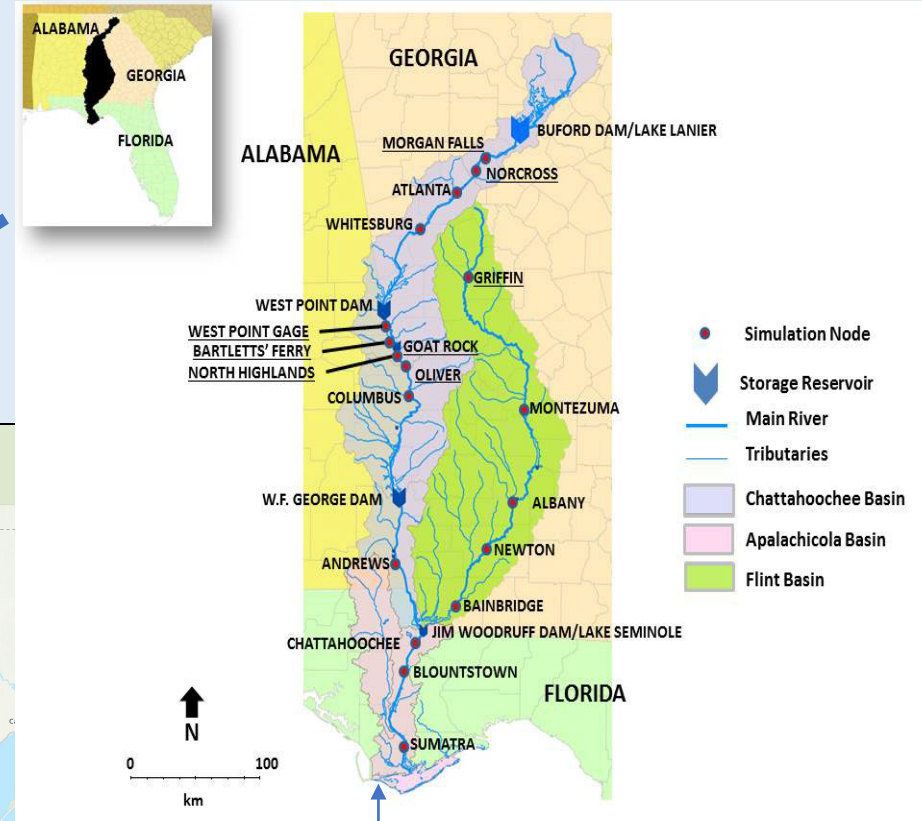 ALABAMA
GEORGIA
FLORIDA
GEORGIA
ALABAMA
BUFORD DAM/LAKE LANIER
MORGAN FALLS
NORCROSS
ATLANTA
WHITESBURG
GRIFFIN
WEST POINT DAM
WEST POINT GAGE
BARTLETTS' FERRY
GOAT ROCK
NORTH HIGHLANDS
OLIVER
COLUMBUS
MONTEZUMA
W.F. GEORGE DAM
ALBANY
NEWTON
ANDREWS
BAINBRIDGE
JIM WOODRUFF DAM/LAKE SEMINOLE
CHATTAHOOCHEE
BLOUNTSTOWN
FLORIDA
SUMATRA
N
0 100
km
Simulation Node
Storage Reservoir
Main River
Tributaries
Chattahoochee Basin
Apalachicola Basin
Flint Basin